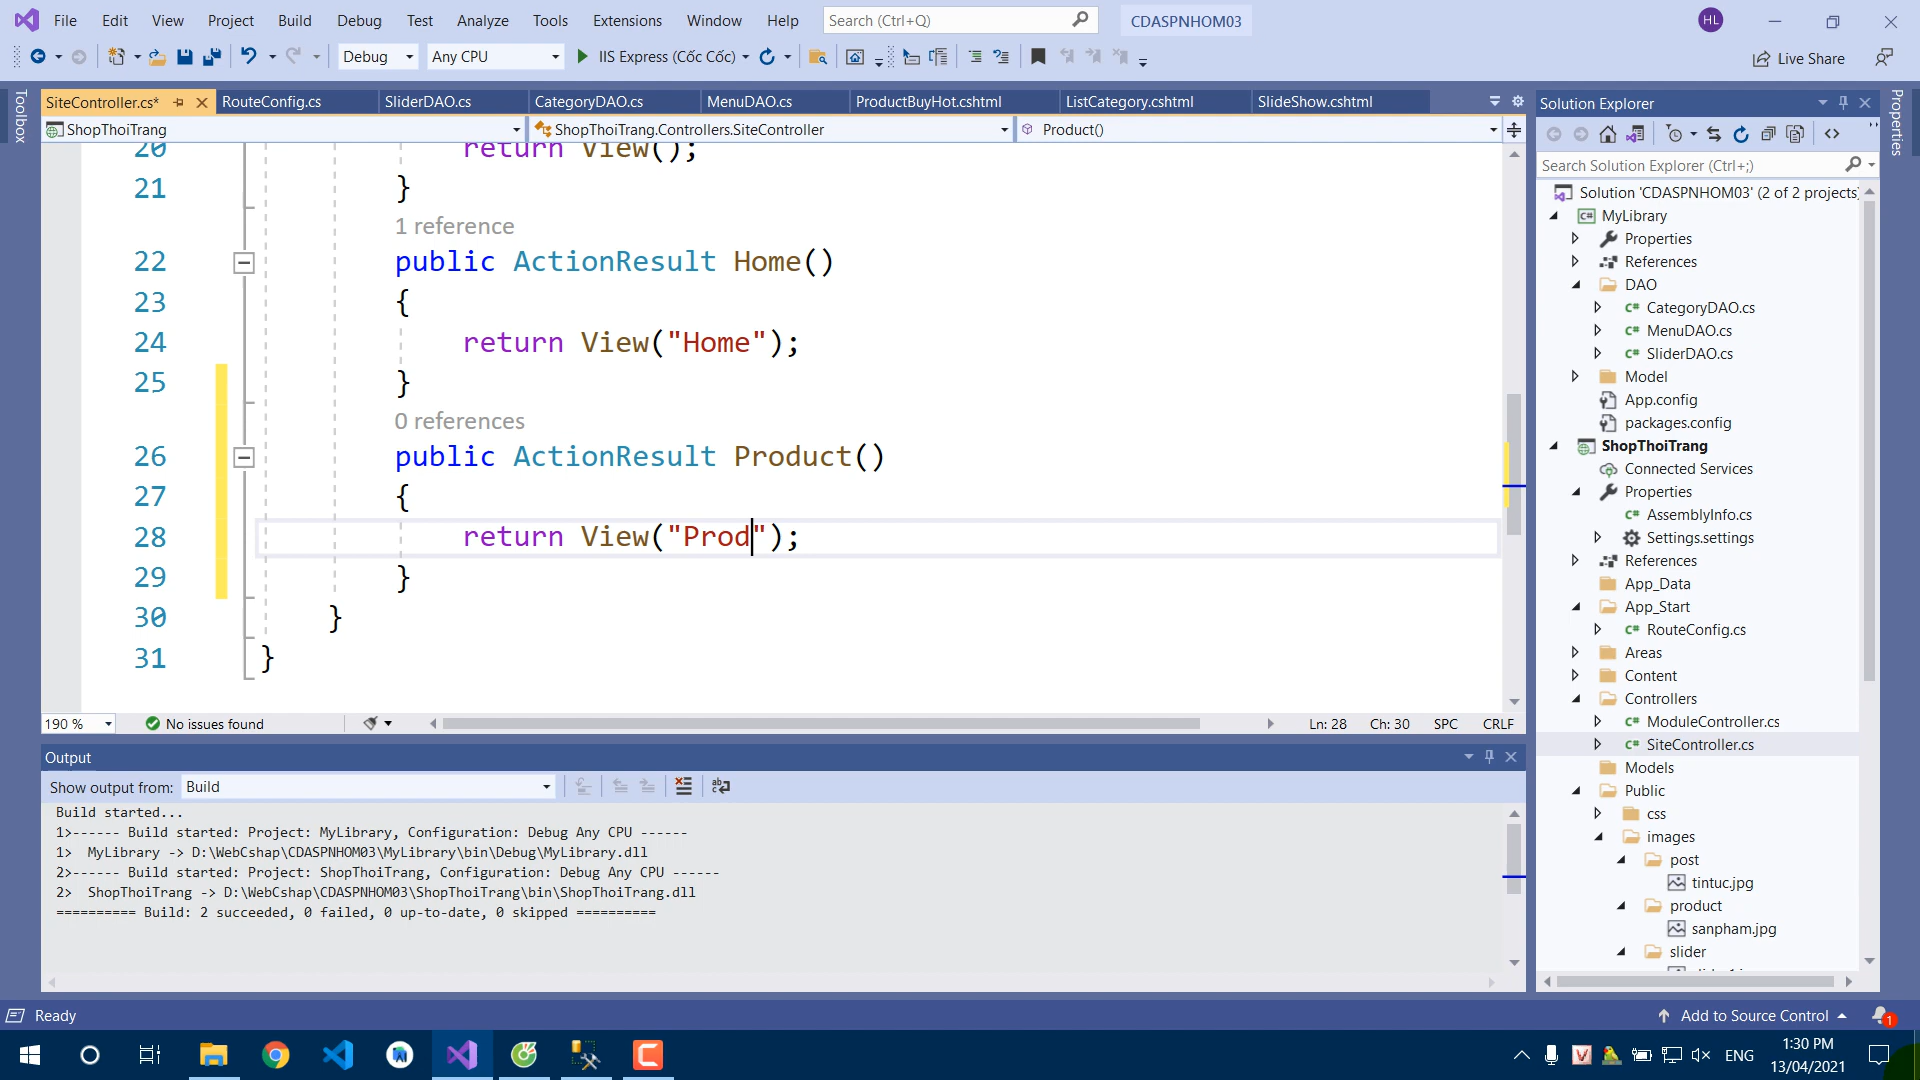 File Edit View Project Build Debug Test Analyze Tools Extensions Window Help Search (Ctrl+Q) CDASPNHOM03 HL
Debug Any CPU IIS Express (Cốc Cốc) Live Share
Toolbox
SiteController.cs* RouteConfig.cs SliderDAO.cs CategoryDAO.cs MenuDAO.cs ProductBuyHot.cshtml ListCategory.cshtml SlideShow.cshtml
ShopThoiTrang ShopThoiTrang.Controllers.SiteController Product()
20 return View();
21 }
1 reference
22 public ActionResult Home()
23 {
24 return View("Home");
25 }
0 references
26 public ActionResult Product()
27 {
28 return View("Prod");
29 }
30 }
31 }
190 % No issues found Ln: 28 Ch: 30 SPC CRLF
Output
Show output from: Build
Build started...
1>------ Build started: Project: MyLibrary, Configuration: Debug Any CPU ------
1> MyLibrary -> D:\WebCshap\CDASPNHOM03\MyLibrary\bin\Debug\MyLibrary.dll
2>------ Build started: Project: ShopThoiTrang, Configuration: Debug Any CPU ------
2> ShopThoiTrang -> D:\WebCshap\CDASPNHOM03\ShopThoiTrang\bin\ShopThoiTrang.dll
========== Build: 2 succeeded, 0 failed, 0 up-to-date, 0 skipped ==========
Solution Explorer
Search Solution Explorer (Ctrl+;)
Solution 'CDASPNHOM03' (2 of 2 projects)
MyLibrary
Properties
References
DAO
CategoryDAO.cs
MenuDAO.cs
SliderDAO.cs
Model
App.config
packages.config
ShopThoiTrang
Connected Services
Properties
AssemblyInfo.cs
Settings.settings
References
App_Data
App_Start
RouteConfig.cs
Areas
Content
Controllers
ModuleController.cs
SiteController.cs
Models
Public
css
images
post
tintuc.jpg
product
sanpham.jpg
slider
Properties
Ready Add to Source Control 1
ENG 1:30 PM
13/04/2021